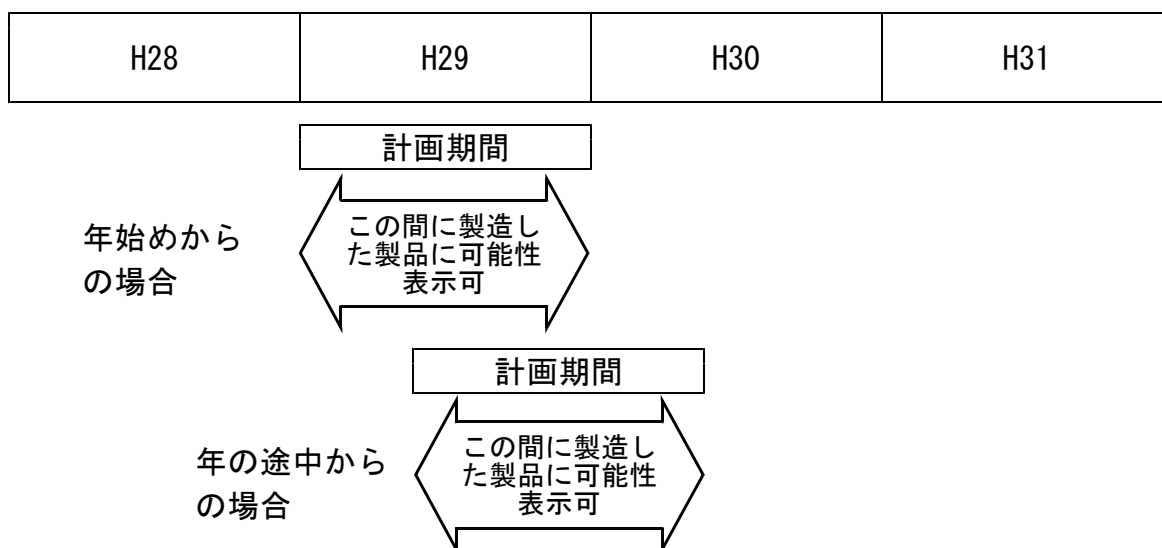 H28 H29 H30 H31
計画期間
年始めから
の場合
この間に製造し
た製品に可能性
表示可
計画期間
年の途中から
の場合
この間に製造し
た製品に可能性
表示可